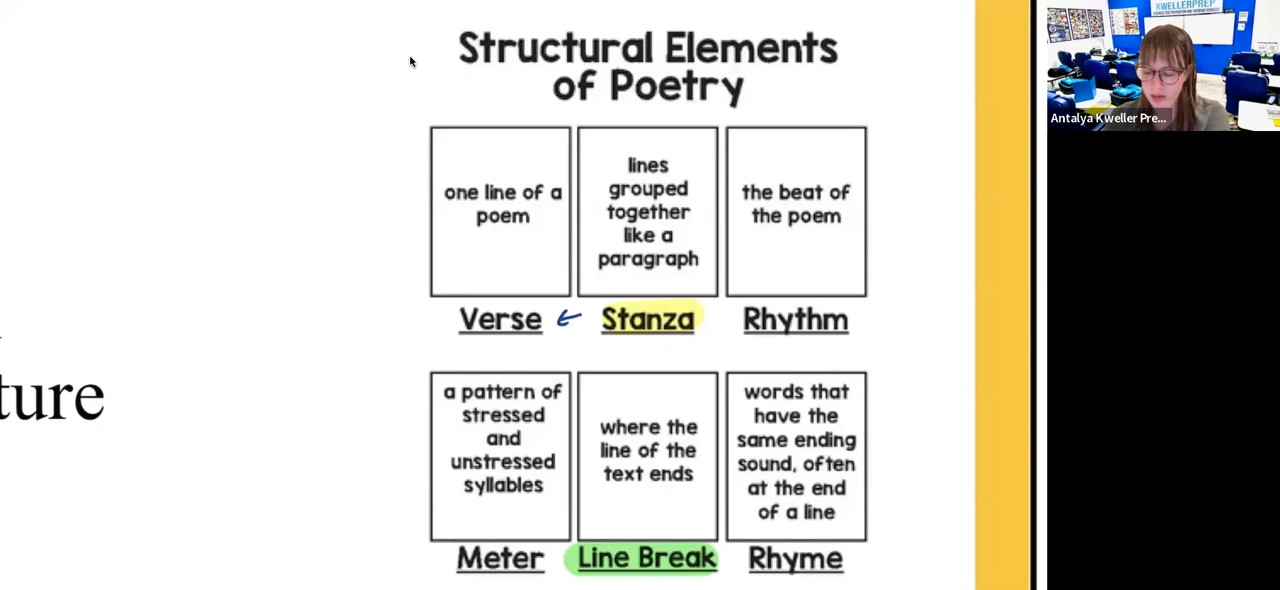 Structural Elements
of Poetry
one line of a
poem
Verse
lines
grouped
together
like a
paragraph
Stanza
the beat of
the poem
Rhythm
ture
a pattern of
stressed
and
unstressed
syllables
Meter
where the
line of the
text ends
Line Break
words that
have the
same ending
sound, often
at the end
of a line
Rhyme
KWELLERPREP
Antalya Kweller Pre...